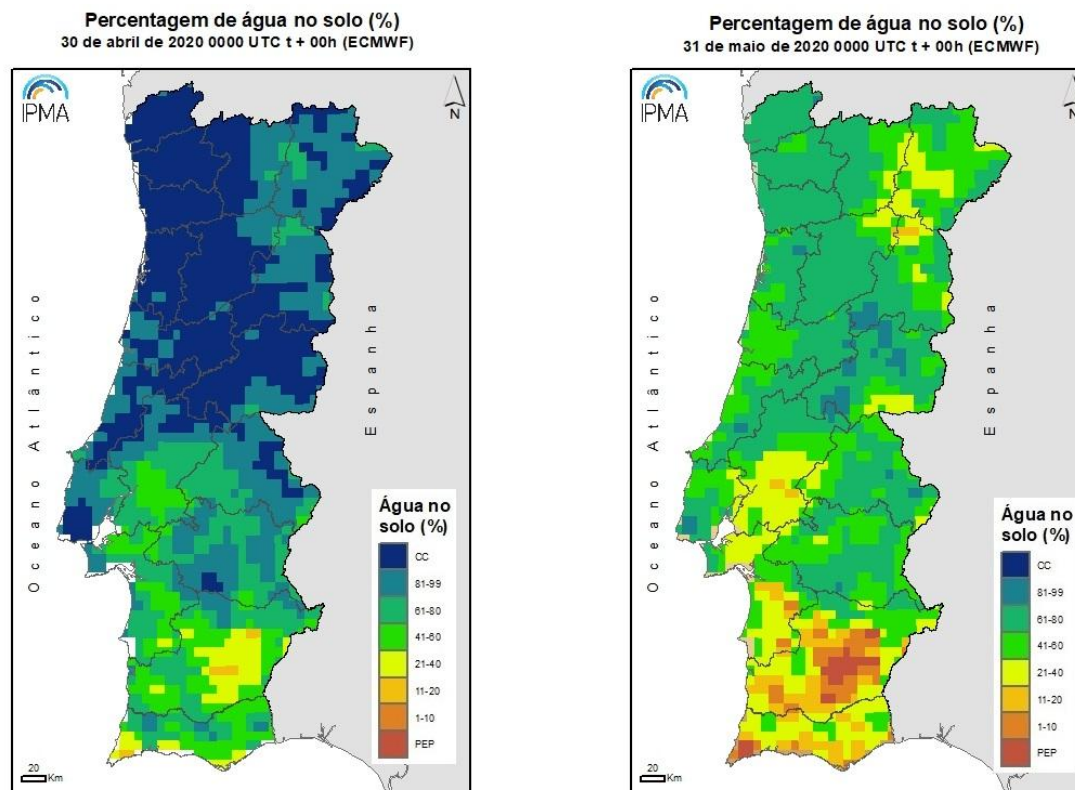 Percentagem de água no solo (%)
30 de abril de 2020 0000 UTC t + 00h (ECMWF)
IPMA
N
Oceano Atlântico
Espanha
Água no
solo (%)
CC
81-99
61-80
41-60
21-40
11-20
1-10
PEP
20
Km
Percentagem de água no solo (%)
31 de maio de 2020 0000 UTC t + 00h (ECMWF)
IPMA
N
Oceano Atlântico
Espanha
Água no
solo (%)
CC
81-99
61-80
41-60
21-40
11-20
1-10
PEP
20
Km